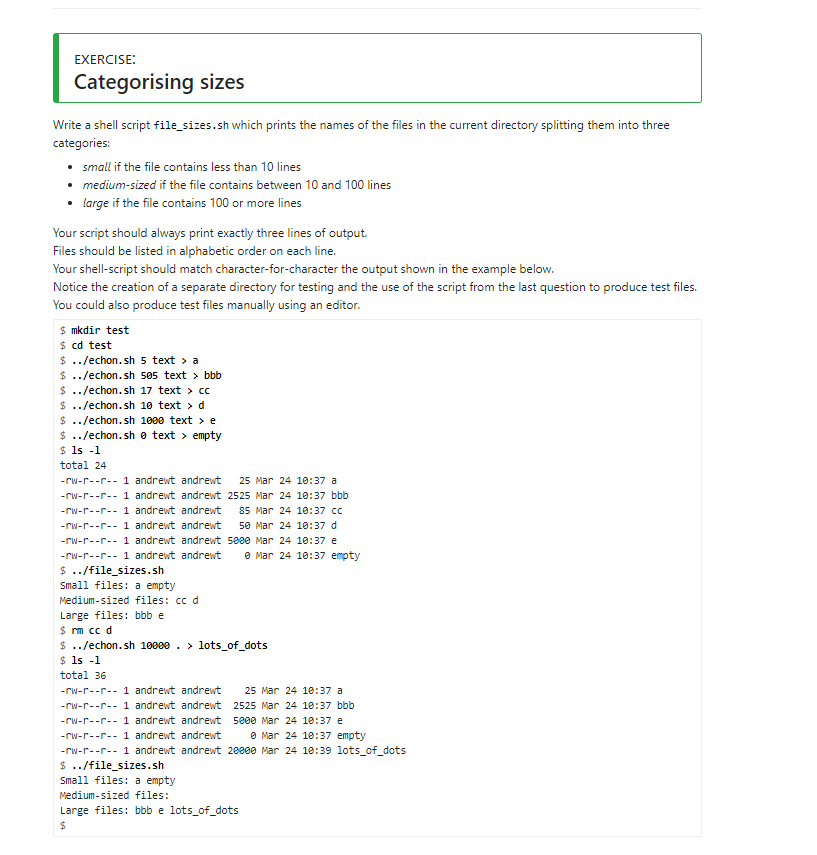 EXERCISE:
Categorising sizes
Write a shell script file_sizes.sh which prints the names of the files in the current directory splitting them into three
categories:
• small if the file contains less than 10 lines
• medium-sized if the file contains between 10 and 100 lines
• large if the file contains 100 or more lines
Your script should always print exactly three lines of output.
Files should be listed in alphabetic order on each line.
Your shell-script should match character-for-character the output shown in the example below.
Notice the creation of a separate directory for testing and the use of the script from the last question to produce test files.
You could also produce test files manually using an editor.
$ mkdir test
$ cd test
$ ../echon.sh 5 text > a
$ ../echon.sh 505 text > bbb
$ ../echon.sh 17 text > cc
$ ../echon.sh 10 text > d
$ ../echon.sh 1000 text > e
$ ../echon.sh 0 text > empty
$ ls -l
total 24
-rw-r--r-- 1 andrewt andrewt   25 Mar 24 10:37 a
-rw-r--r-- 1 andrewt andrewt 2525 Mar 24 10:37 bbb
-rw-r--r-- 1 andrewt andrewt   85 Mar 24 10:37 cc
-rw-r--r-- 1 andrewt andrewt   50 Mar 24 10:37 d
-rw-r--r-- 1 andrewt andrewt 5000 Mar 24 10:37 e
-rw-r--r-- 1 andrewt andrewt    0 Mar 24 10:37 empty
$ ../file_sizes.sh
Small files: a empty
Medium-sized files: cc d
Large files: bbb e
$ rm cc d
$ ../echon.sh 10000 . > lots_of_dots
$ ls -l
total 36
-rw-r--r-- 1 andrewt andrewt    25 Mar 24 10:37 a
-rw-r--r-- 1 andrewt andrewt  2525 Mar 24 10:37 bbb
-rw-r--r-- 1 andrewt andrewt  5000 Mar 24 10:37 e
-rw-r--r-- 1 andrewt andrewt     0 Mar 24 10:37 empty
-rw-r--r-- 1 andrewt andrewt 20000 Mar 24 10:39 lots_of_dots
$ ../file_sizes.sh
Small files: a empty
Medium-sized files:
Large files: bbb e lots_of_dots
$